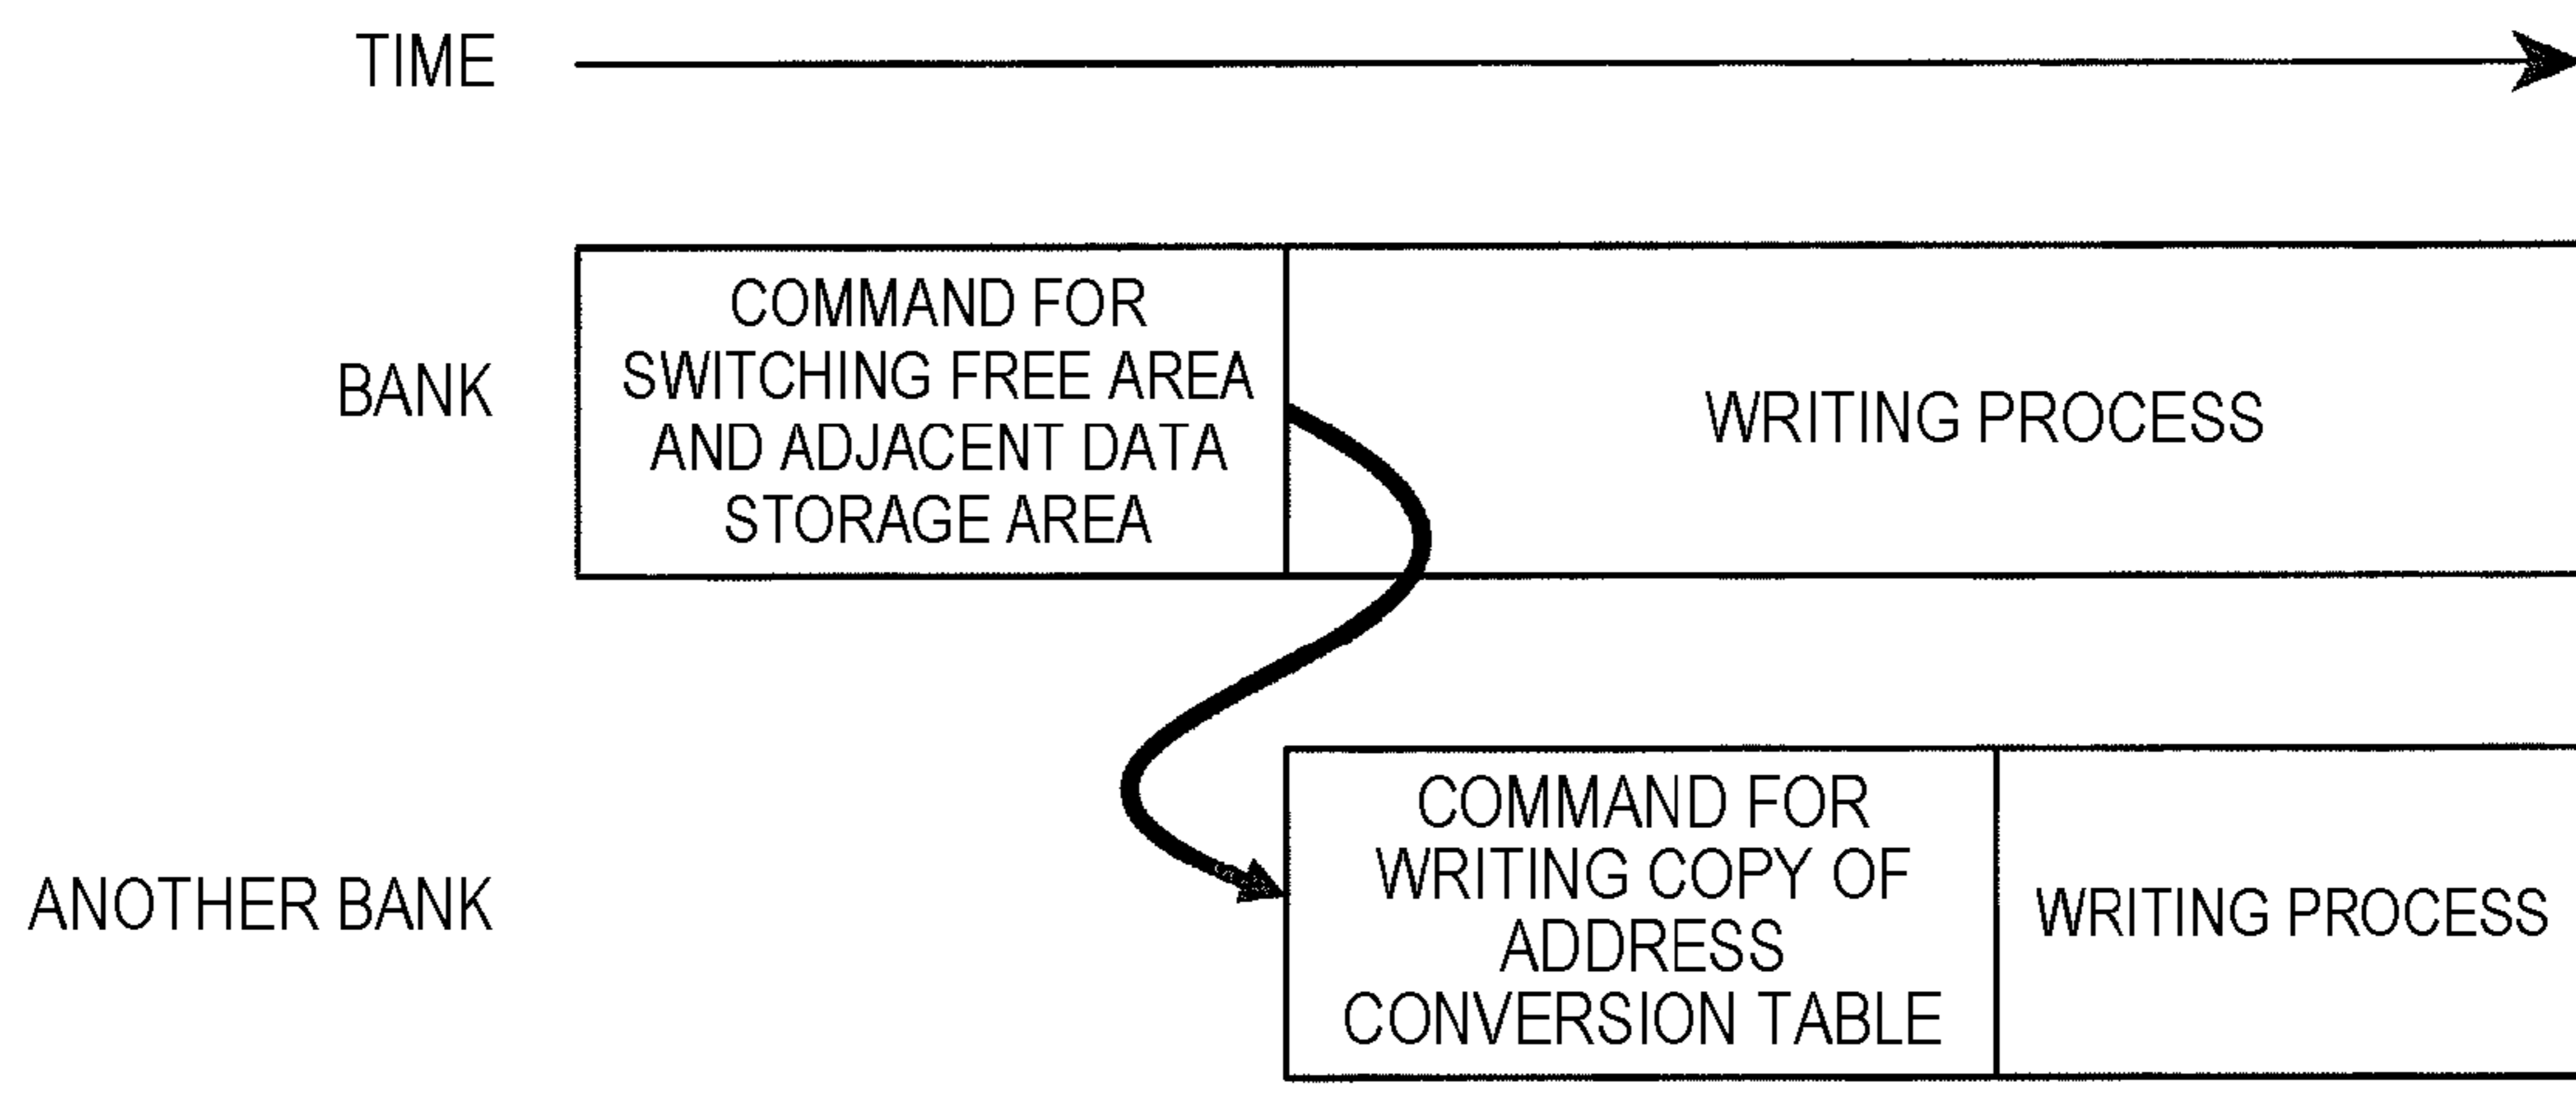 TIME
BANK
COMMAND FOR
SWITCHING FREE AREA
AND ADJACENT DATA
STORAGE AREA
WRITING PROCESS
ANOTHER BANK
COMMAND FOR
WRITING COPY OF
ADDRESS
CONVERSION TABLE
WRITING PROCESS